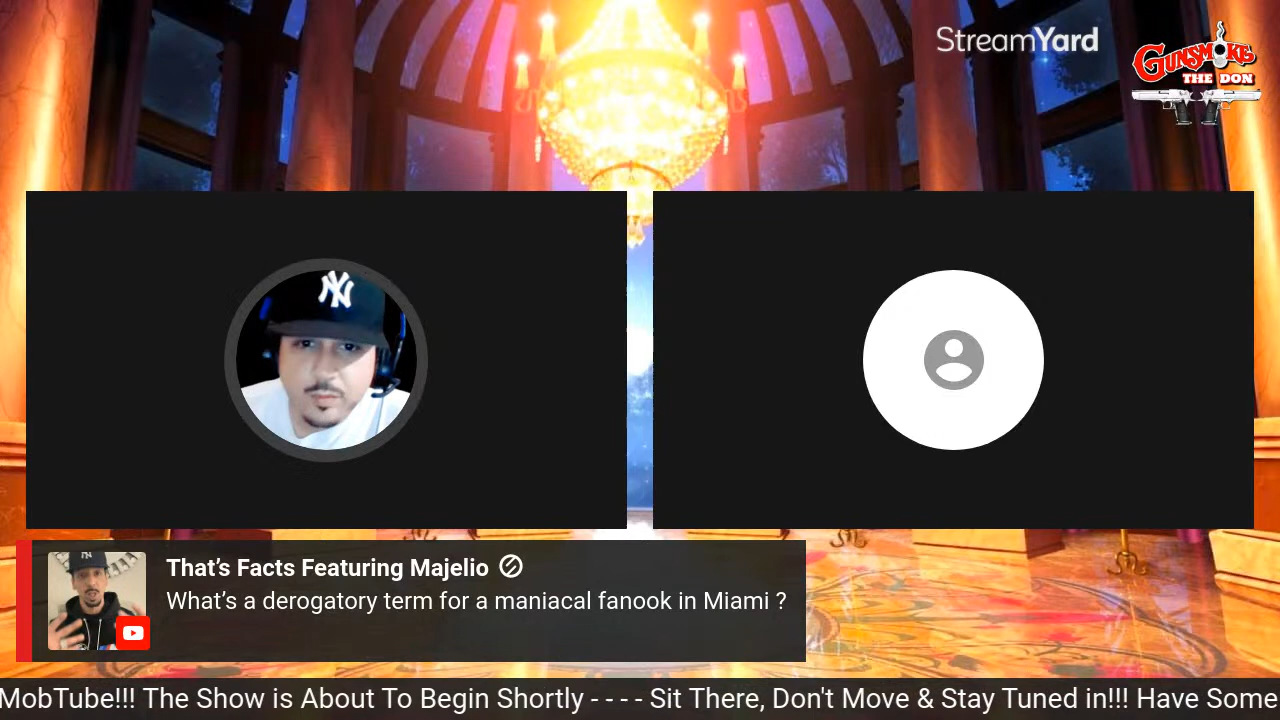 StreamYard
GUNSMOKE
THE DON
NY
NY
That’s Facts Featuring Majelio
What’s a derogatory term for a maniacal fanook in Miami ?
MobTube!!! The Show is About To Begin Shortly - - - - Sit There, Don't Move & Stay Tuned in!!! Have Some